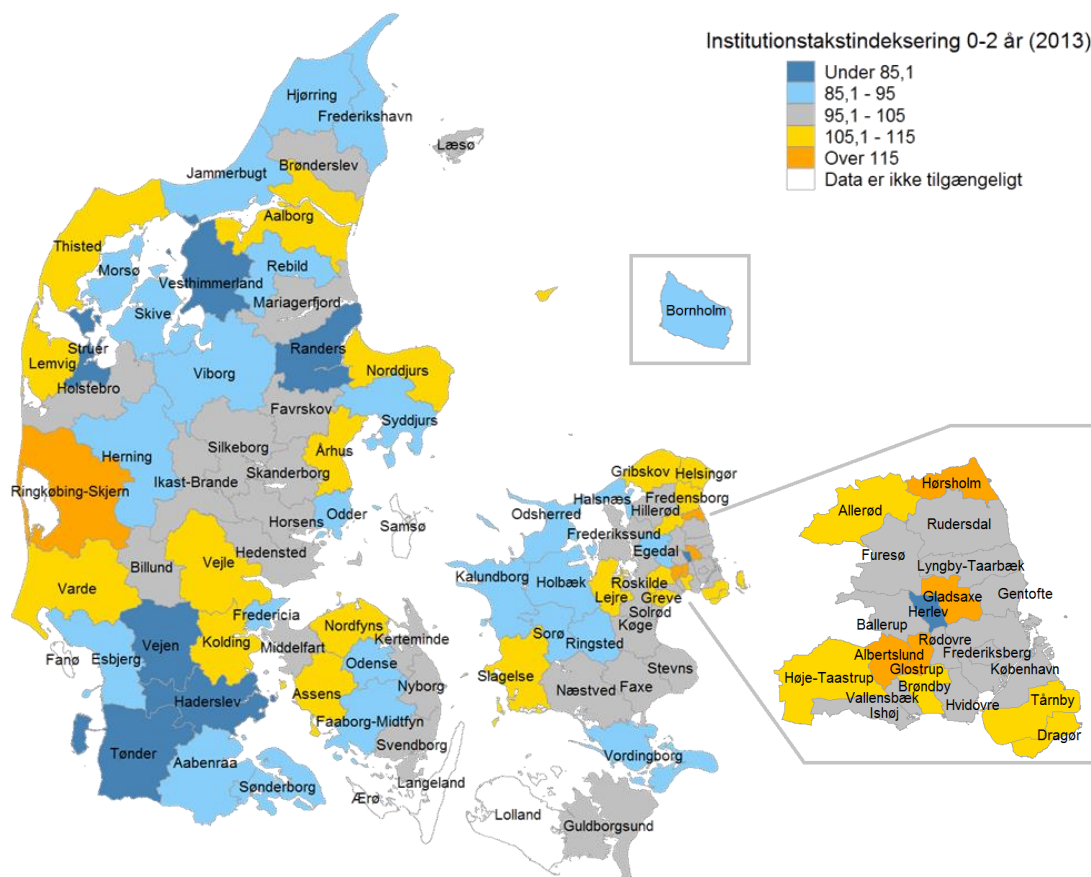 Institutionstakstindeksering 0-2 år (2013)
Under 85,1
85,1 - 95
95,1 - 105
105,1 - 115
Over 115
Data er ikke tilgængeligt
Hjørring
Frederikshavn
Læsø
Brønderslev
Jammerbugt
Aalborg
Thisted
Morsø
Rebild
Vesthimmerland
Mariagerfjord
Skive
Struer
Lemvig
Randers
Holstebro
Viborg
Norddjurs
Favrskov
Syddjurs
Silkeborg
Århus
Herning
Skanderborg
Ikast-Brande
Ringkøbing-Skjern
Odder
Samsø
Horsens
Hedensted
Billund
Vejle
Varde
Fredericia
Vejen
Kolding
Middelfart
Nordfyns
Kerteminde
Fanø
Esbjerg
Odense
Nyborg
Haderslev
Assens
Faaborg-Midtfyn
Svendborg
Tønder
Aabenraa
Sønderborg
Langeland
Ærø
Bornholm
Gribskov
Helsingør
Halsnæs
Fredensborg
Hillerød
Odsherred
Frederikssund
Egedal
Kalundborg
Holbæk
Roskilde
Lejre
Greve
Solrød
Køge
Sorø
Ringsted
Stevns
Slagelse
Næstved
Faxe
Vordingborg
Lolland
Guldborgsund
Hørsholm
Allerød
Rudersdal
Furesø
Lyngby-Taarbæk
Gladsaxe
Gentofte
Herlev
Ballerup
Rødovre
Albertslund
Frederiksberg
København
Glostrup
Høje-Taastrup
Brøndby
Vallensbæk
Hvidovre
Ishøj
Tårnby
Dragør